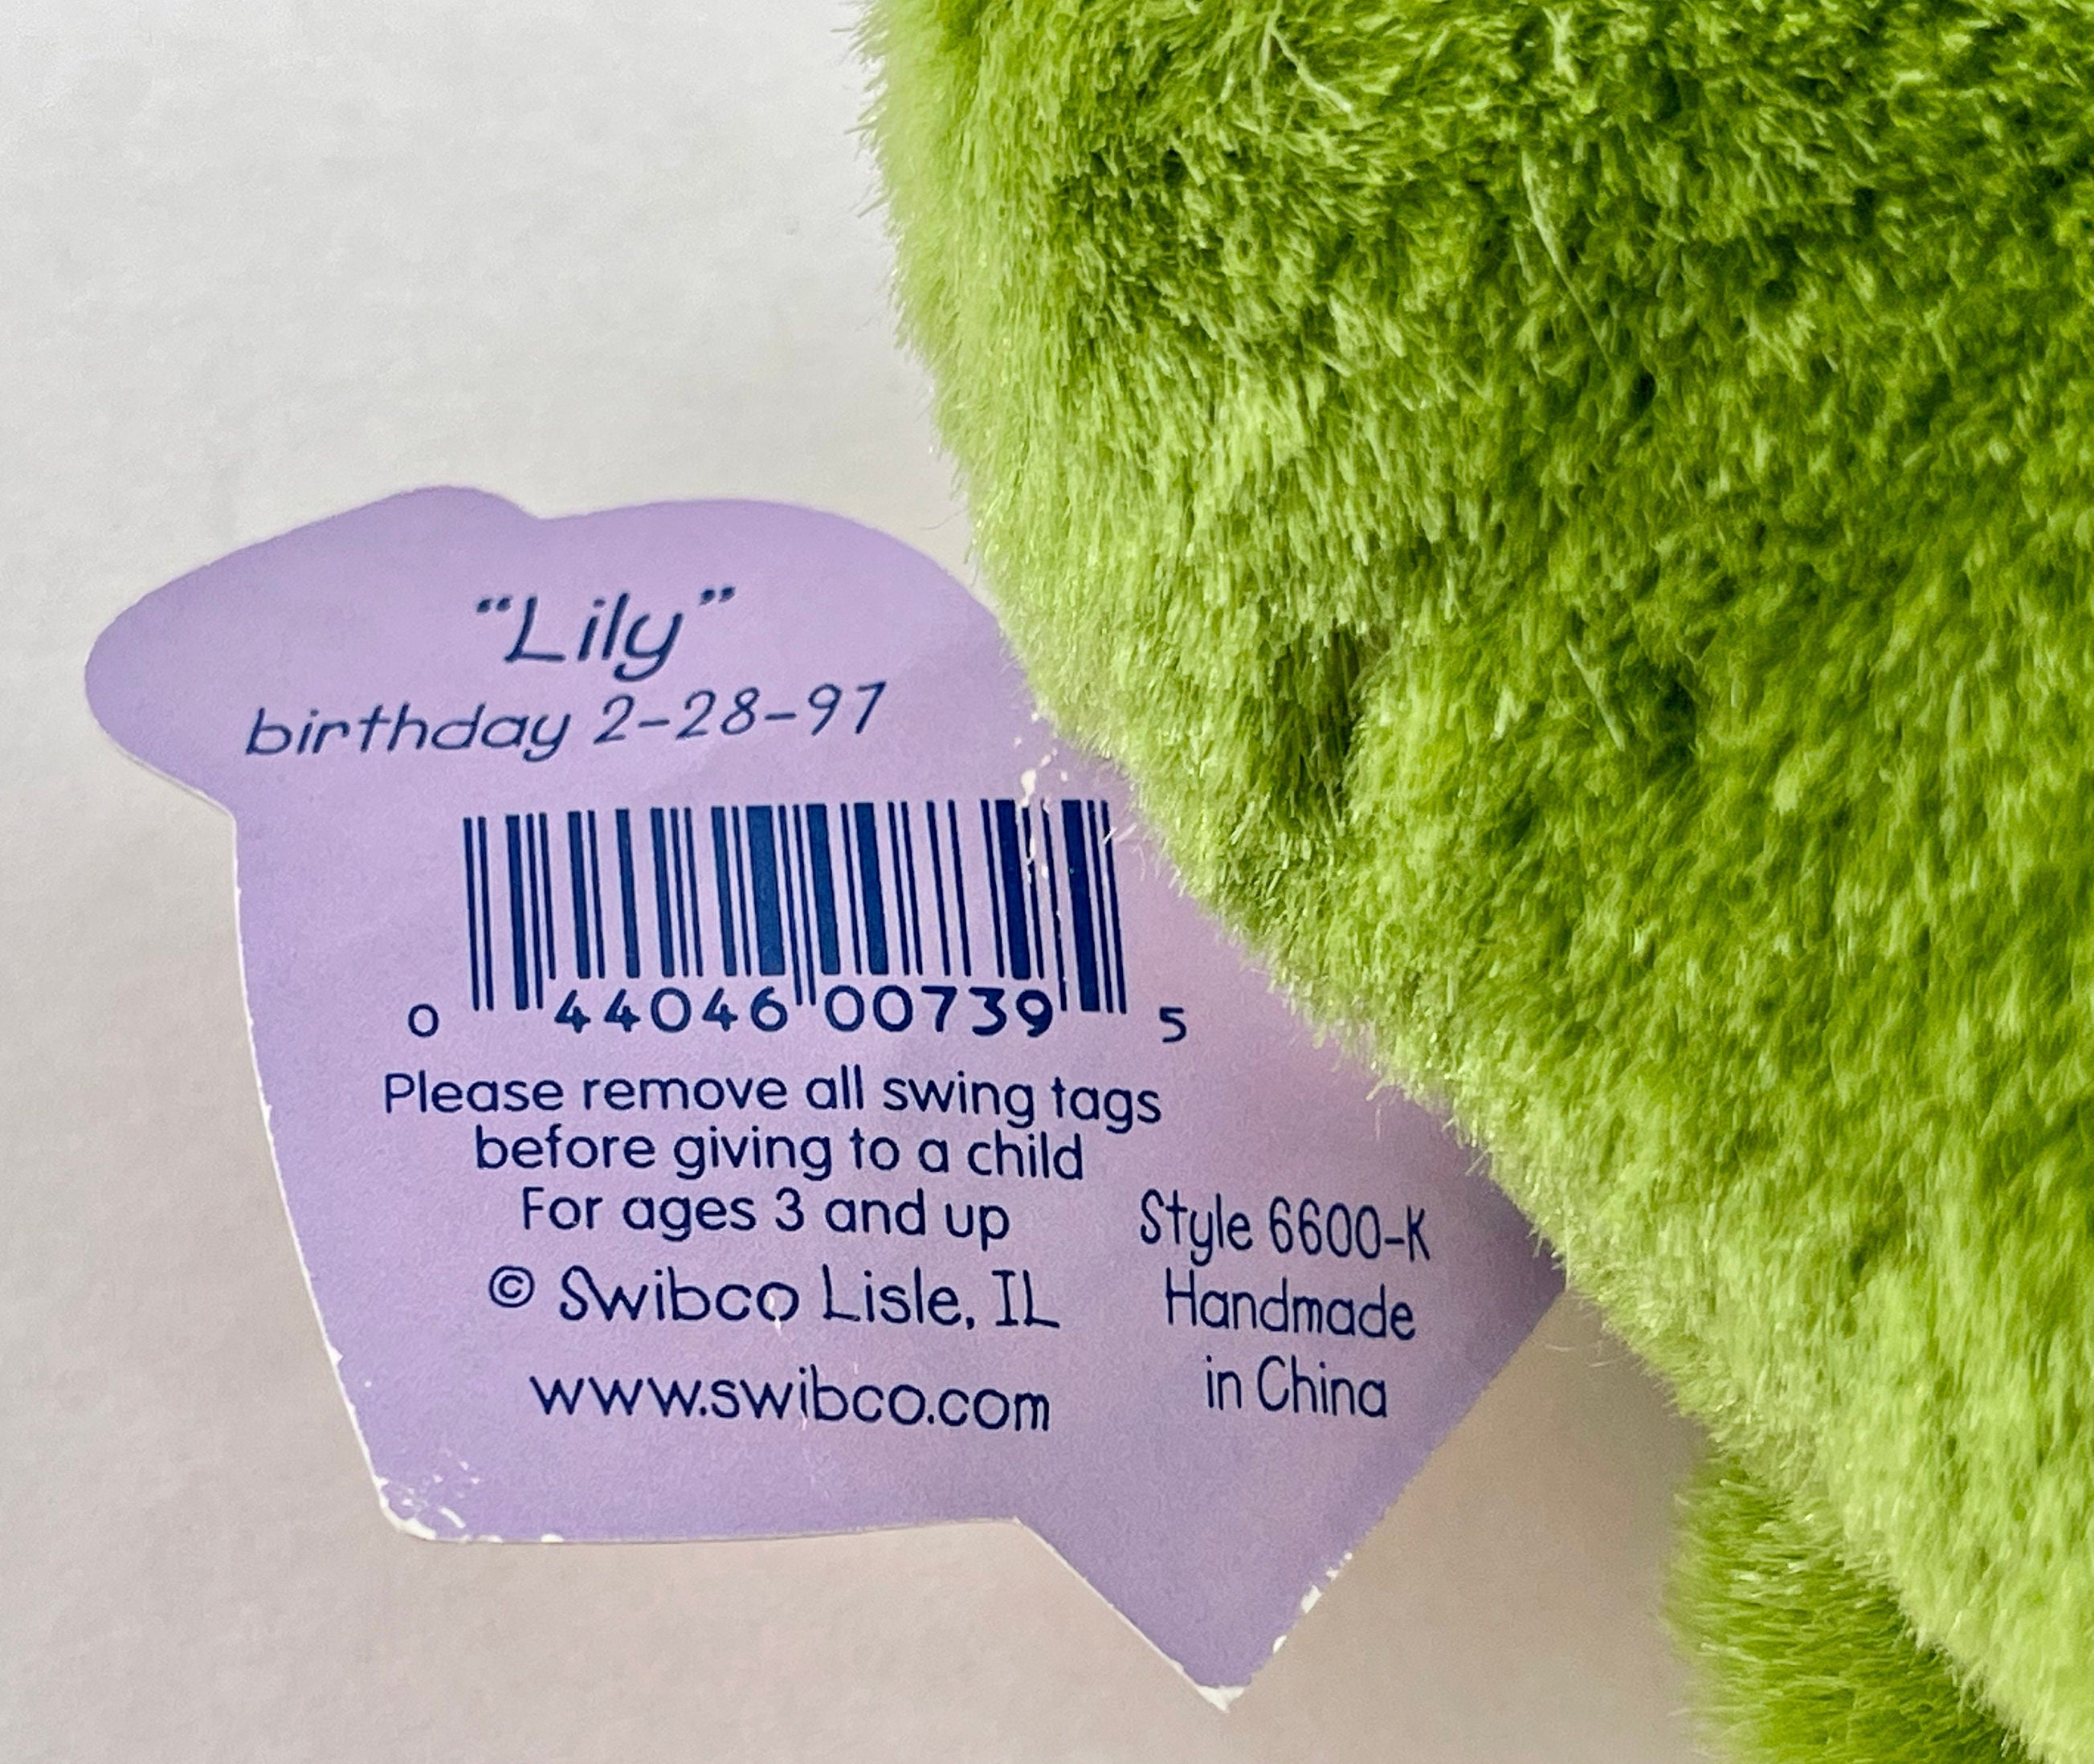 “Lily”
birthday 2-28-97
0 44046 00739 5
Please remove all swing tags
before giving to a child
For ages 3 and up
© Swibco Lisle, IL
www.swibco.com
Style 6600-K
Handmade
in China